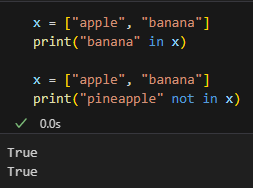 x = ["apple", "banana"]
print("banana" in x)
x = ["apple", "banana"]
print("pineapple" not in x)
0.0s
True
True